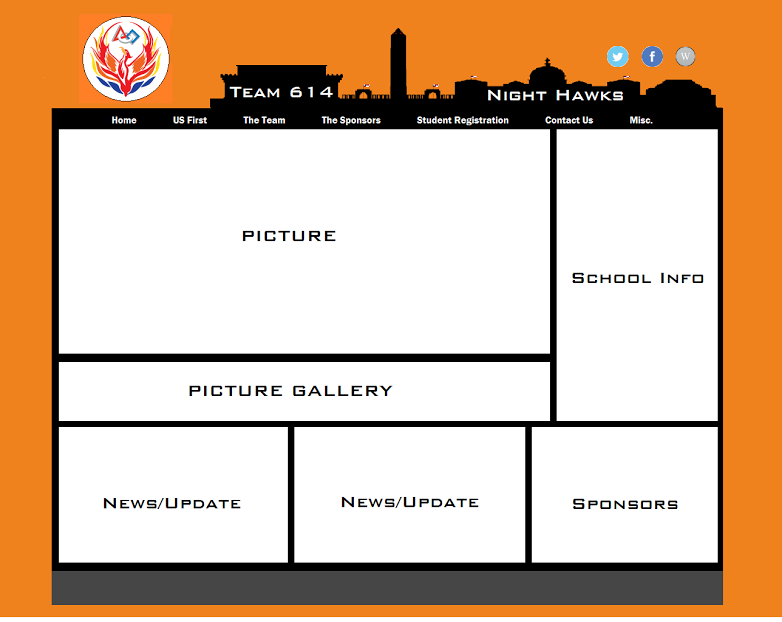 Team 614
Night Hawks
f
W
Home US First The Team The Sponsors Student Registration Contact Us Misc.
PICTURE
School Info
PICTURE GALLERY
News/Update
News/Update
Sponsors